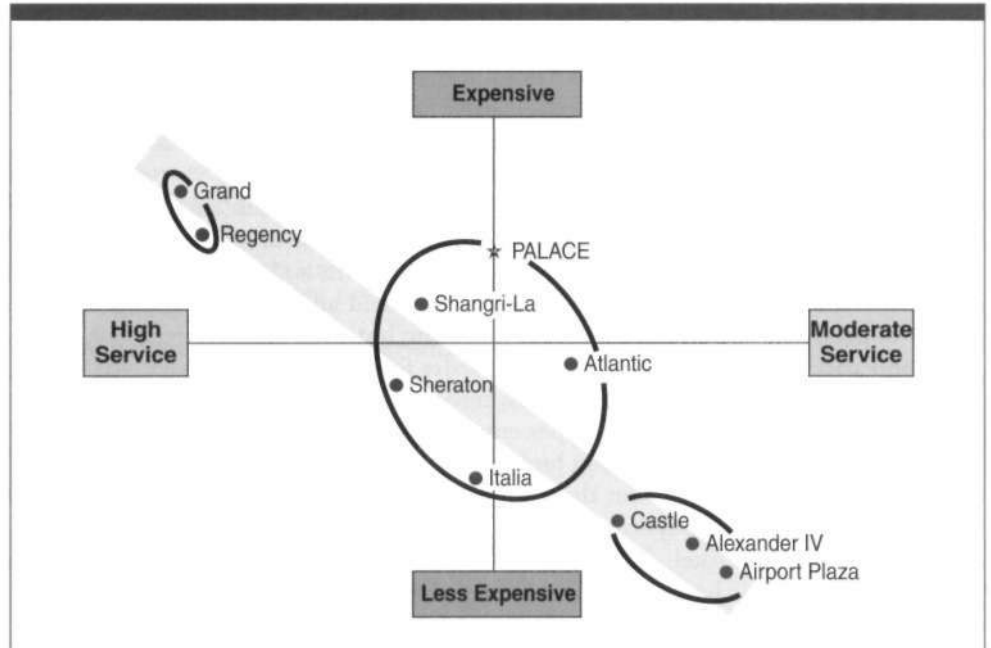 Expensive
Grand
Regency
PALACE
Shangri-La
High
Service
Moderate
Service
Atlantic
Sheraton
Italia
Castle
Alexander IV
Airport Plaza
Less Expensive